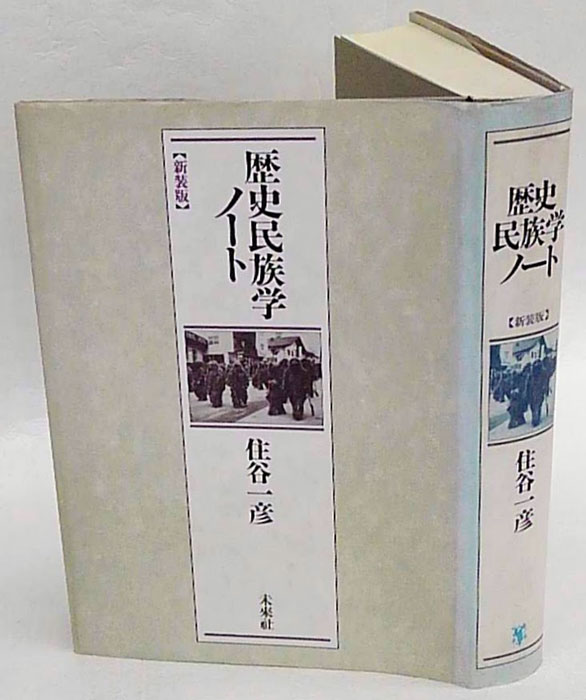 歴史民族学
ノート
【新装版】
住谷一彦
未來社
歴史
民族学
ノート
【新装版】
住谷一彦